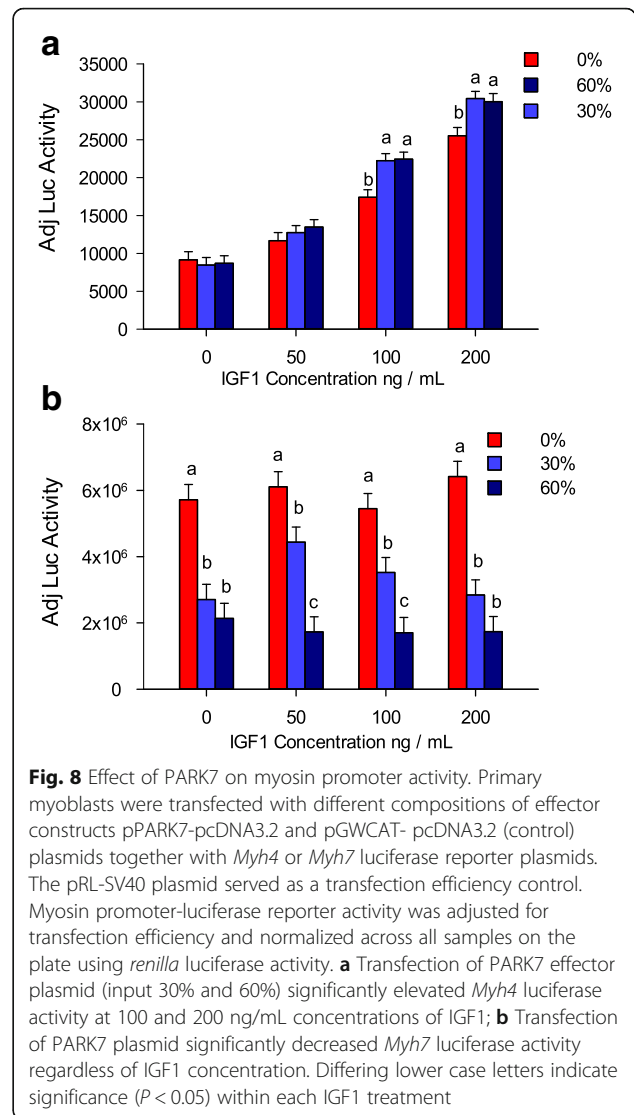 a
35000
30000
25000
20000
15000
10000
5000
0
Adj Luc Activity
0%
60%
30%
b
a
a
b
a
a
0
50
100
200
IGF1 Concentration ng / mL
b
8x10⁶
6x10⁶
4x10⁶
2x10⁶
0
Adj Luc Activity
0%
30%
60%
a
b
b
a
b
c
a
b
c
a
b
b
0
50
100
200
IGF1 Concentration ng / mL
Fig. 8 Effect of PARK7 on myosin promoter activity. Primary
myoblasts were transfected with different compositions of effector
constructs pPARK7-pcDNA3.2 and pGWCAT- pcDNA3.2 (control)
plasmids together with Myh4 or Myh7 luciferase reporter plasmids.
The pRL-SV40 plasmid served as a transfection efficiency control.
Myosin promoter-luciferase reporter activity was adjusted for
transfection efficiency and normalized across all samples on the
plate using renilla luciferase activity. a Transfection of PARK7 effector
plasmid (input 30% and 60%) significantly elevated Myh4 luciferase
activity at 100 and 200 ng/mL concentrations of IGF1; b Transfection
of PARK7 plasmid significantly decreased Myh7 luciferase activity
regardless of IGF1 concentration. Differing lower case letters indicate
significance (P < 0.05) within each IGF1 treatment